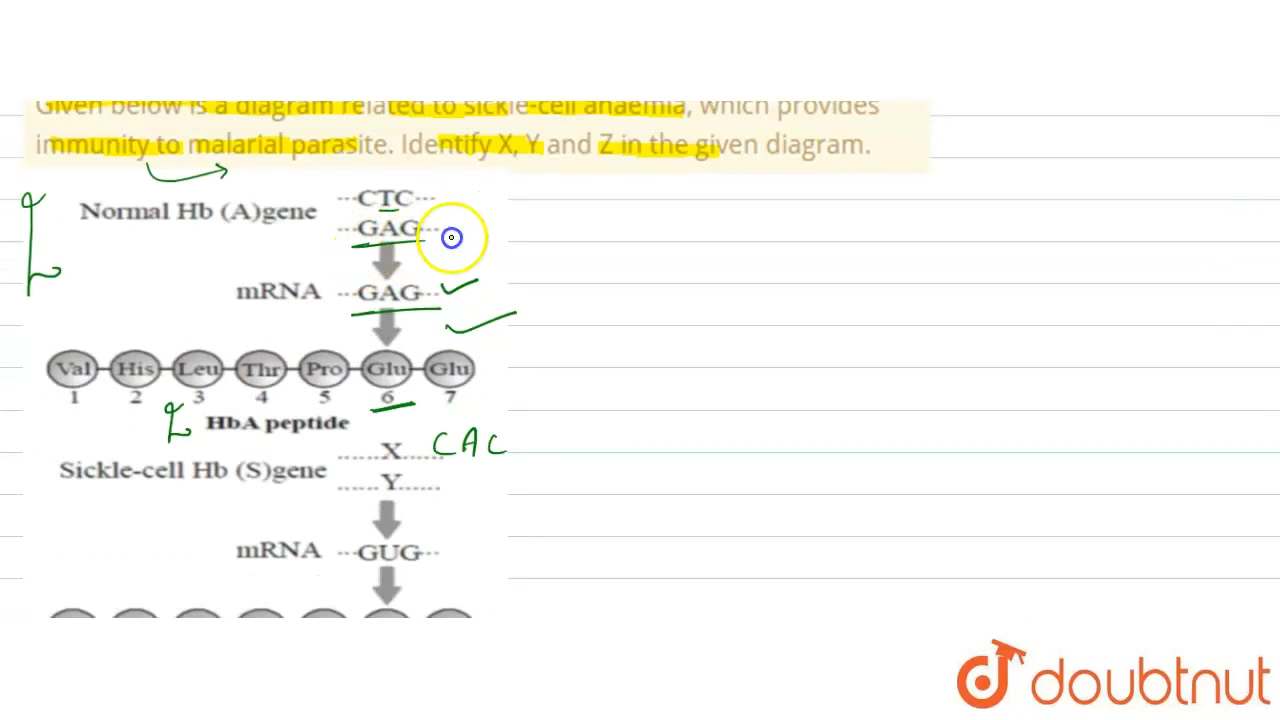 Given below is a diagram related to sickle-cell anaemia, which provides
immunity to malarial parasite. Identify X, Y and Z in the given diagram.
Normal Hb (A)gene
···CTC···
···GAG···
mRNA ···GAG···
Val His Leu Thr Pro Glu Glu
1 2 3 4 5 6 7
HbA peptide
Sickle-cell Hb (S)gene
......X...... CAC
......Y......
mRNA ···GUG···
doubtnut